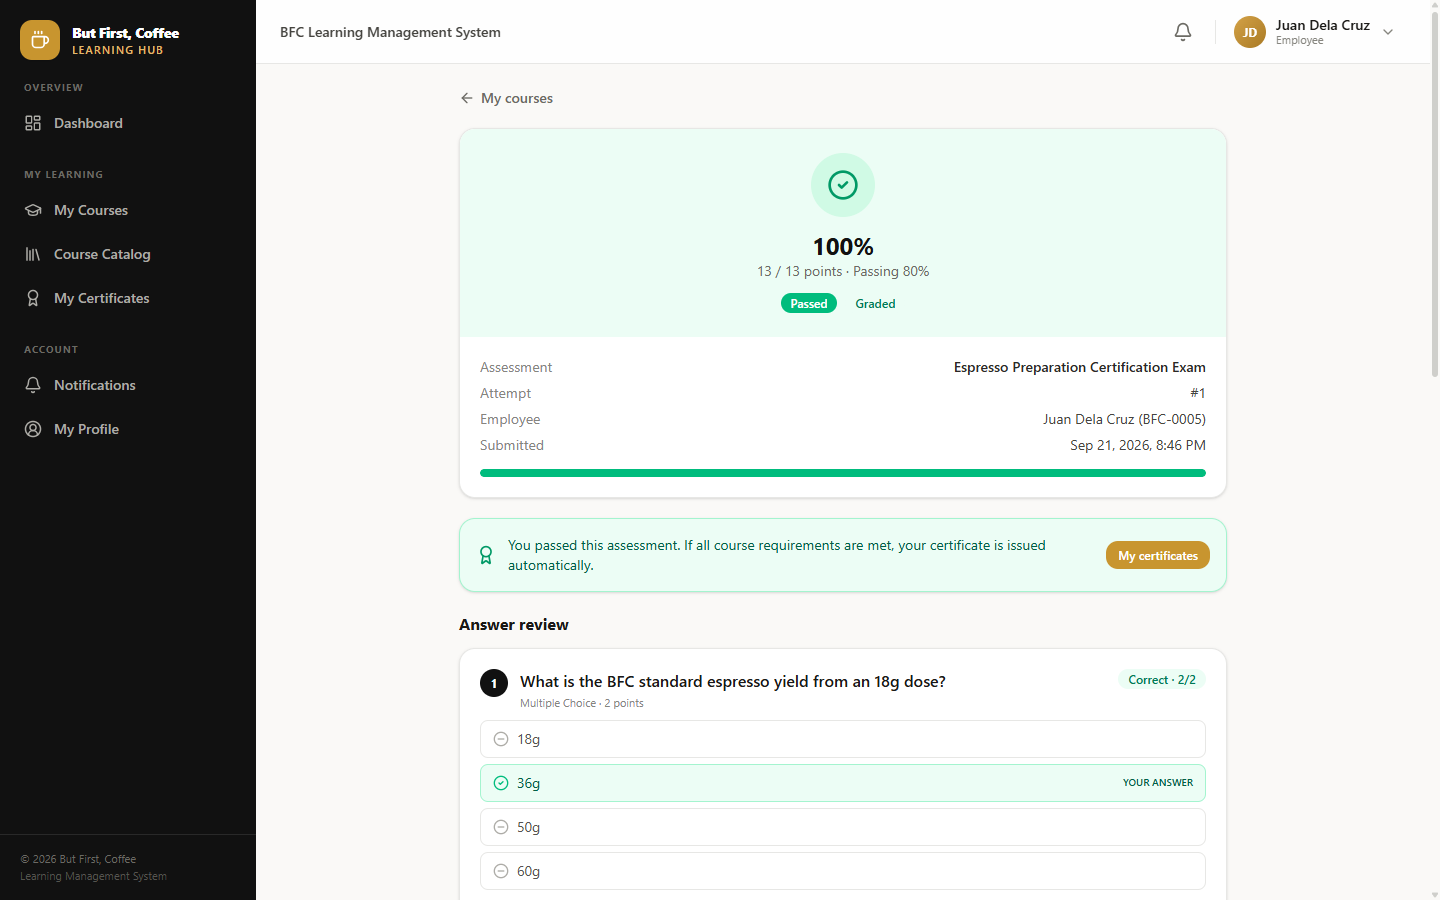 But First, Coffee
LEARNING HUB
OVERVIEW
Dashboard
MY LEARNING
My Courses
Course Catalog
My Certificates
ACCOUNT
Notifications
My Profile
© 2026 But First, Coffee
Learning Management System
BFC Learning Management System
JD
Juan Dela Cruz
Employee
My courses
100%
13 / 13 points · Passing 80%
Passed
Graded
Assessment
Espresso Preparation Certification Exam
Attempt
#1
Employee
Juan Dela Cruz (BFC-0005)
Submitted
Sep 21, 2026, 8:46 PM
You passed this assessment. If all course requirements are met, your certificate is issued
automatically.
My certificates
Answer review
1
What is the BFC standard espresso yield from an 18g dose?
Correct · 2/2
Multiple Choice · 2 points
18g
36g
YOUR ANSWER
50g
60g